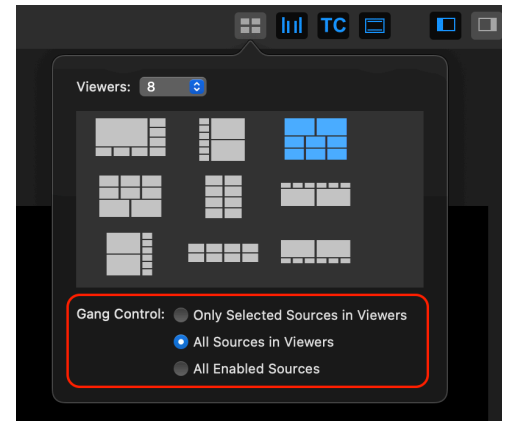 TC
Viewers: 8
Gang Control: Only Selected Sources in Viewers
All Sources in Viewers
All Enabled Sources